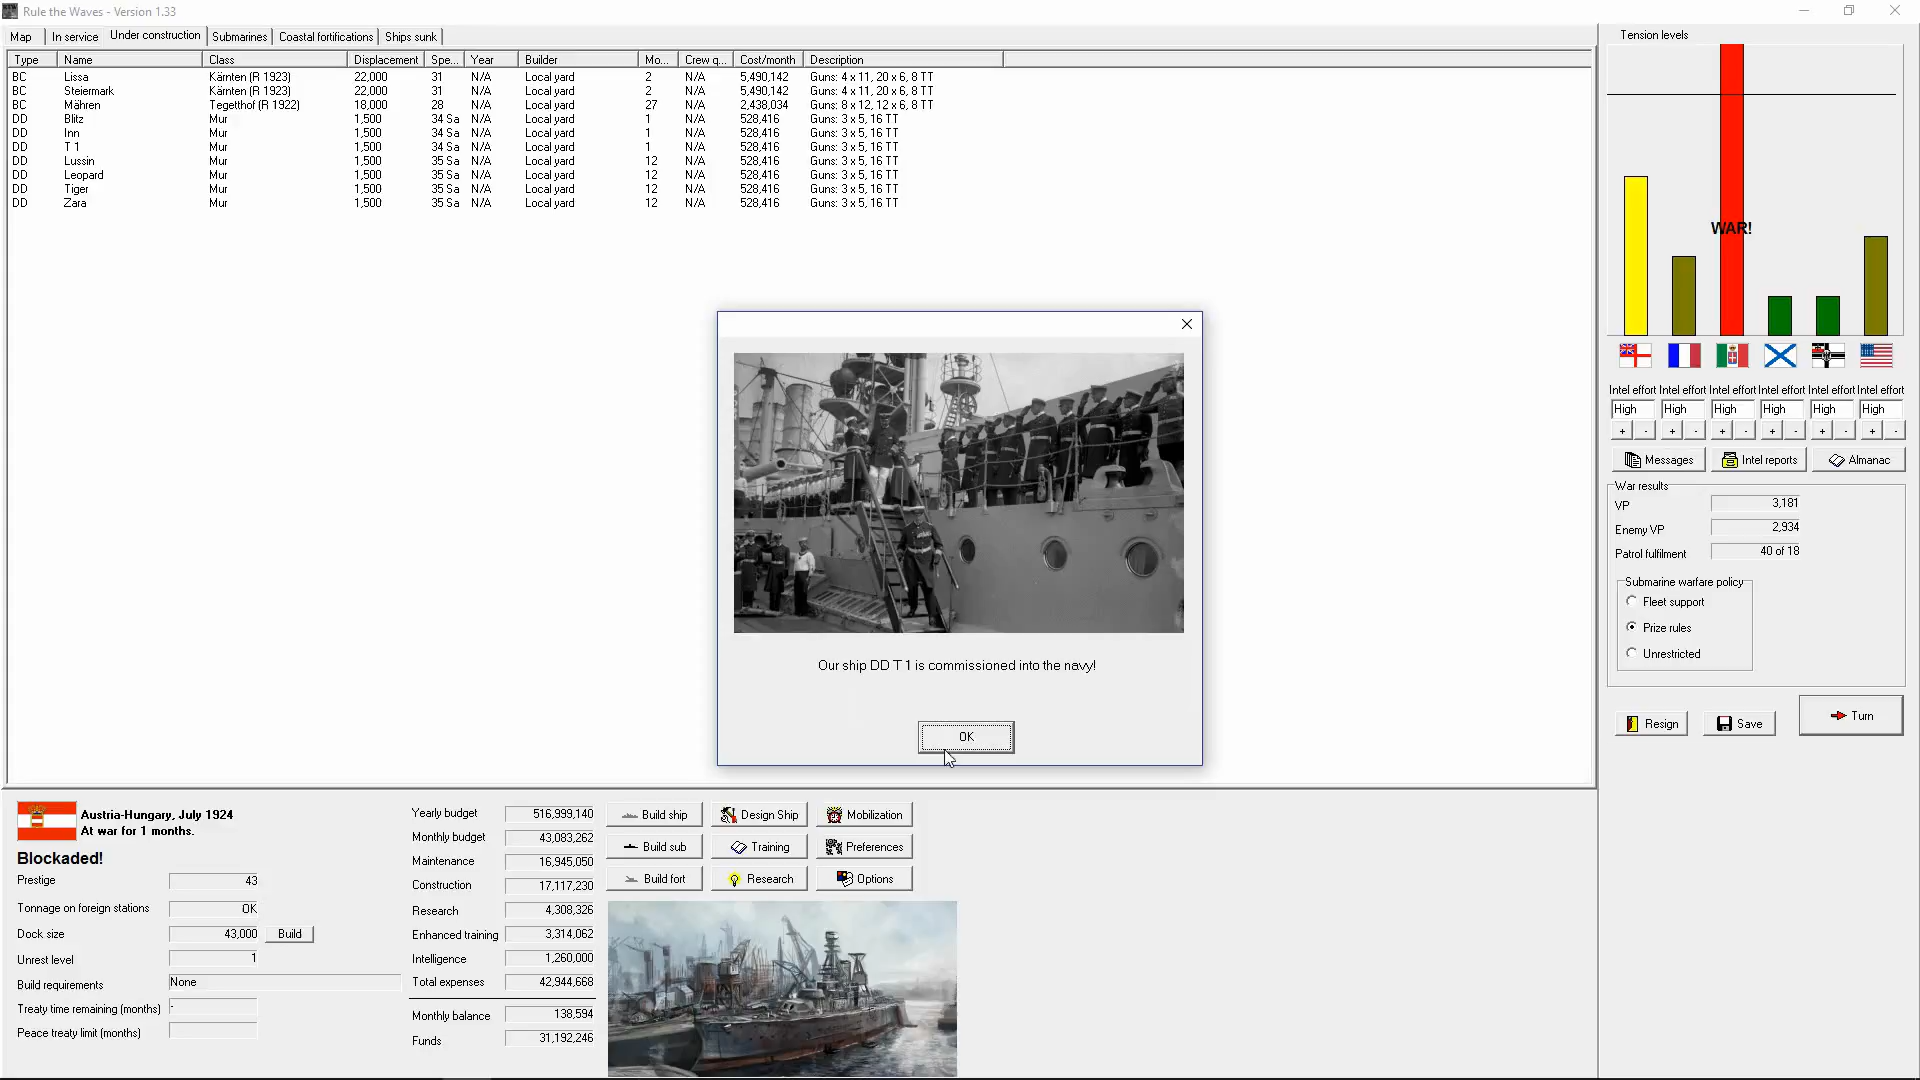 Rule the Waves - Version 1.33
Map In service Under construction Submarines Coastal fortifications Ships sunk
Type Name Class Displacement Spe... Year Builder Mo... Crew q... Cost/month Description
BC Lissa Kärnten (R 1923) 22,000 31 N/A Local yard 2 N/A 5,490,142 Guns: 4 x 11, 20 x 6, 8 TT
BC Steiermark Kärnten (R 1923) 22,000 31 N/A Local yard 2 N/A 5,490,142 Guns: 4 x 11, 20 x 6, 8 TT
BC Mähren Tegetthof (R 1922) 18,000 28 N/A Local yard 27 N/A 2,438,034 Guns: 8 x 12, 12 x 6, 8 TT
DD Blitz Mur 1,500 34 Sa N/A Local yard 1 N/A 528,416 Guns: 3 x 5, 16 TT
DD Inn Mur 1,500 34 Sa N/A Local yard 1 N/A 528,416 Guns: 3 x 5, 16 TT
DD T 1 Mur 1,500 34 Sa N/A Local yard 1 N/A 528,416 Guns: 3 x 5, 16 TT
DD Lussin Mur 1,500 35 Sa N/A Local yard 12 N/A 528,416 Guns: 3 x 5, 16 TT
DD Leopard Mur 1,500 35 Sa N/A Local yard 12 N/A 528,416 Guns: 3 x 5, 16 TT
DD Tiger Mur 1,500 35 Sa N/A Local yard 12 N/A 528,416 Guns: 3 x 5, 16 TT
DD Zara Mur 1,500 35 Sa N/A Local yard 12 N/A 528,416 Guns: 3 x 5, 16 TT
Our ship DD T 1 is commissioned into the navy!
OK
Tension levels
WAR!
Intel effort Intel effort Intel effort Intel effort Intel effort Intel effort
High High High High High High
+ - + - + - + - + - + -
Messages Intel reports Almanac
War results
VP 3,181
Enemy VP 2,934
Patrol fulfilment 40 of 18
Submarine warfare policy
Fleet support
Prize rules
Unrestricted
Resign Save Turn
Austria-Hungary, July 1924
At war for 1 months.
Blockaded!
Prestige 43
Tonnage on foreign stations OK
Dock size 43,000 Build
Unrest level 1
Build requirements None
Treaty time remaining (months) -
Peace treaty limit (months)
Yearly budget 516,999,140
Monthly budget 43,083,262
Maintenance 16,945,050
Construction 17,117,230
Research 4,308,326
Enhanced training 3,314,062
Intelligence 1,260,000
Total expenses 42,944,668
Monthly balance 138,594
Funds 31,192,246
Build ship Design Ship Mobilization
Build sub Training Preferences
Build fort Research Options